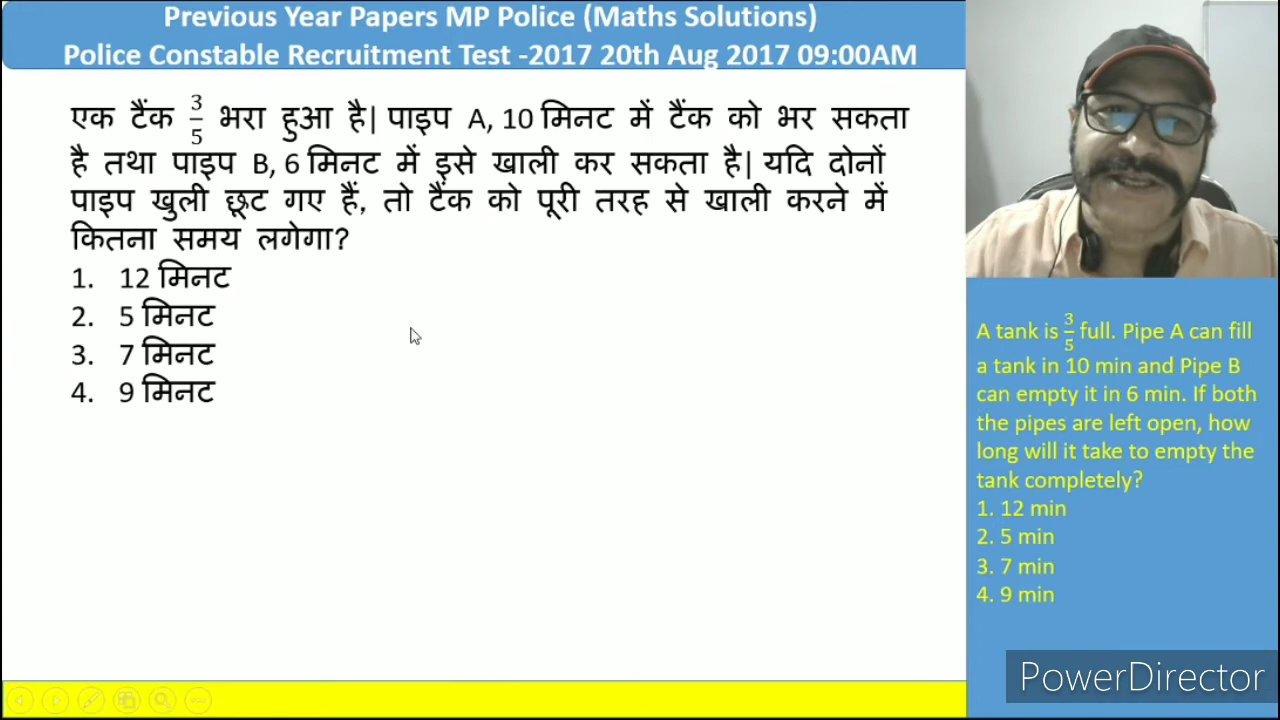 Previous Year Papers MP Police (Maths Solutions)
Police Constable Recruitment Test -2017 20th Aug 2017 09:00AM
एक टैंक 3/5 भरा हुआ है| पाइप A, 10 मिनट में टैंक को भर सकता
है तथा पाइप B, 6 मिनट में इसे खाली कर सकता है| यदि दोनों
पाइप खुली छूट गए हैं, तो टैंक को पूरी तरह से खाली करने में
कितना समय लगेगा?
1. 12 मिनट
2. 5 मिनट
3. 7 मिनट
4. 9 मिनट
A tank is 3/5 full. Pipe A can fill
a tank in 10 min and Pipe B
can empty it in 6 min. If both
the pipes are left open, how
long will it take to empty the
tank completely?
1. 12 min
2. 5 min
3. 7 min
4. 9 min
PowerDirector